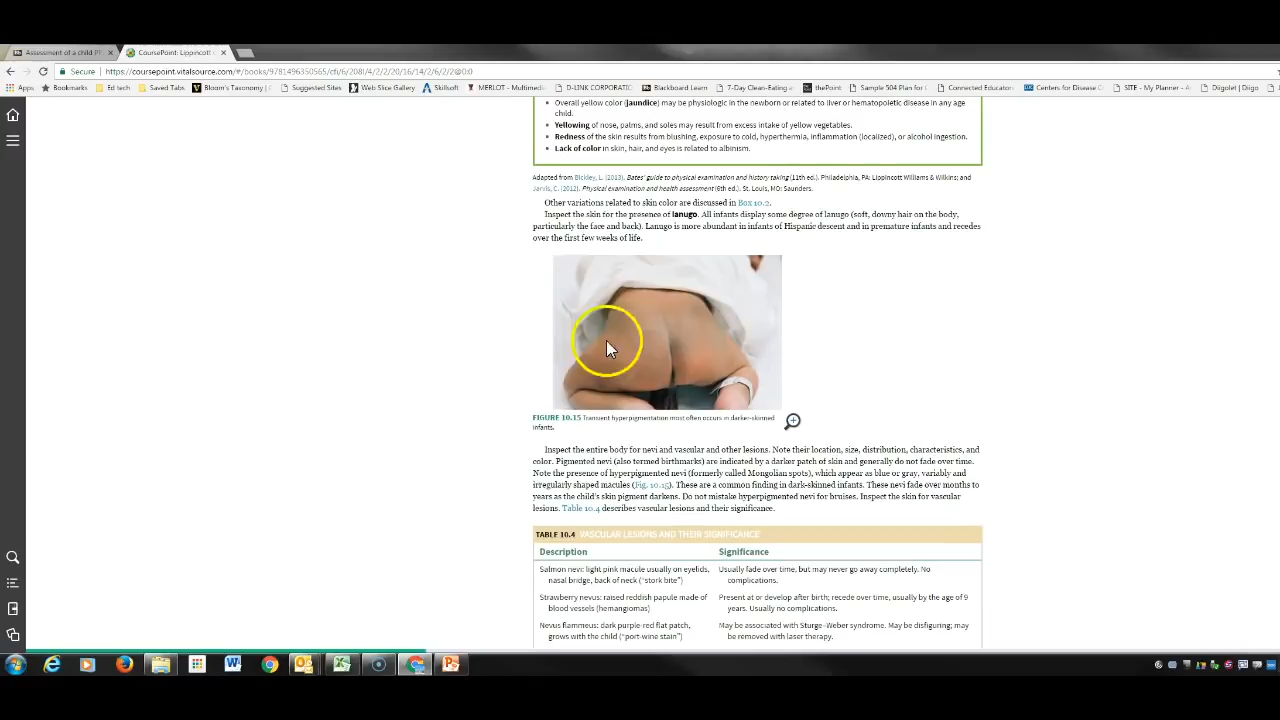 Assessment of a child PP
CoursePoint: Lippincott
Secure https://coursepoint.vitalsource.com/#/books/9781496350565/cfi/6/208!/4/2/2/20/16/14/2/6/2/2@0:0
Apps Bookmarks Ed tech Saved Tabs Bloom's Taxonomy ( Suggested Sites Web Slice Gallery Skillsoft MERLOT - Multimedi D-LINK CORPORATIC Blackboard Learn 7-Day Clean-Eating thePoint Sample 504 Plan for Connected Educator Centers for Disease C SITE - My Planner - A Diigolet | Diigo
Overall yellow color (jaundice) may be physiologic in the newborn or related to liver or hematopoietic disease in any age
child.
Yellowing of nose, palms, and soles may result from excess intake of yellow vegetables.
Redness of the skin results from blushing, exposure to cold, hyperthermia, inflammation (localized), or alcohol ingestion.
Lack of color in skin, hair, and eyes is related to albinism.
Adapted from Bickley, L. (2013). Bates' guide to physical examination and history taking (11th ed.). Philadelphia, PA: Lippincott Williams & Wilkins; and
Jarvis, C. (2012). Physical examination and health assessment (6th ed.). St. Louis, MO: Saunders.
Other variations related to skin color are discussed in Box 10.2.
Inspect the skin for the presence of lanugo. All infants display some degree of lanugo (soft, downy hair on the body,
particularly the face and back). Lanugo is more abundant in infants of Hispanic descent and in premature infants and recedes
over the first few weeks of life.
FIGURE 10.15 Transient hyperpigmentation most often occurs in darker-skinned
infants.
Inspect the entire body for nevi and vascular and other lesions. Note their location, size, distribution, characteristics, and
color. Pigmented nevi (also termed birthmarks) are indicated by a darker patch of skin and generally do not fade over time.
Note the presence of hyperpigmented nevi (formerly called Mongolian spots), which appear as blue or gray, variably and
irregularly shaped macules (Fig. 10.15). These are a common finding in dark-skinned infants. These nevi fade over months to
years as the child's skin pigment darkens. Do not mistake hyperpigmented nevi for bruises. Inspect the skin for vascular
lesions. Table 10.4 describes vascular lesions and their significance.
TABLE 10.4 VASCULAR LESIONS AND THEIR SIGNIFICANCE
Description Significance
Salmon nevi: light pink macule usually on eyelids, Usually fade over time, but may never go away completely. No
nasal bridge, back of neck ("stork bite") complications.
Strawberry nevus: raised reddish papule made of Present at or develop after birth; recede over time, usually by the age of 9
blood vessels (hemangiomas) years. Usually no complications.
Nevus flammeus: dark purple-red flat patch, May be associated with Sturge–Weber syndrome. May be disfiguring; may
grows with the child ("port-wine stain") be removed with laser therapy.